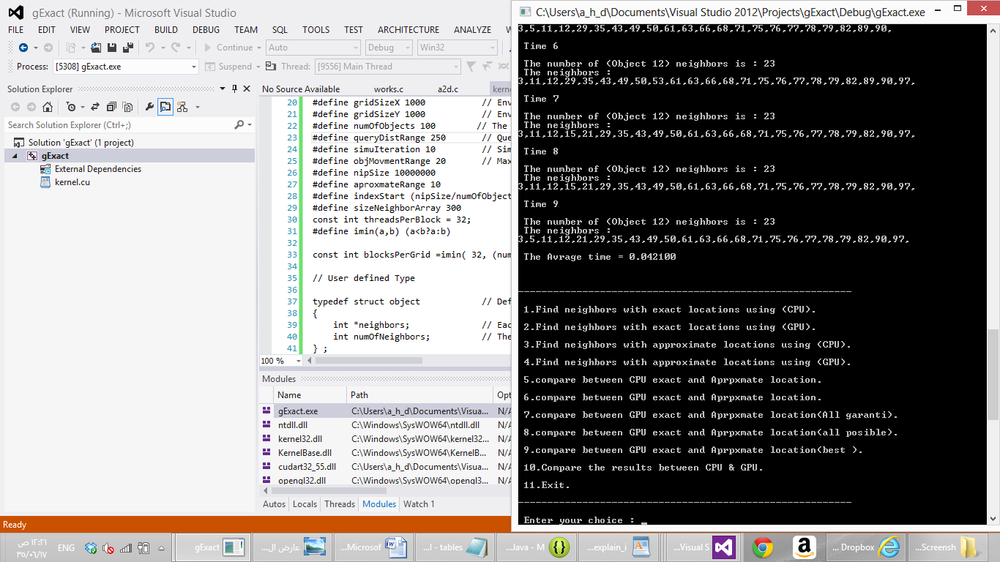 gExact (Running) - Microsoft Visual Studio
FILE EDIT VIEW PROJECT BUILD DEBUG TEAM SQL TOOLS TEST ARCHITECTURE ANALYZE
Continue Auto Debug Win32
Process: [5308] gExact.exe Suspend Thread: [9556] Main Thread
Solution Explorer
Search Solution Explorer (Ctrl+;)
Solution 'gExact' (1 project)
gExact
External Dependencies
kernel.cu
No Source Available works.c a2d.c kerne
20 #define gridSizeX 1000 // Env
21 #define gridSizeY 1000 // Env
22 #define numOfObjects 100 // The
23 #define queryDistRange 250 // Que
24 #define simuIteration 10 // Sim
25 #define objMovmentRange 20 // Max
26 #define nipSize 10000000
27 #define aproxmateRange 10
28 #define indexStart (nipSize/numOfObject
29 #define sizeNeighborArray 300
30 const int threadsPerBlock = 32;
31 #define imin(a,b) (a<b?a:b)
32
33 const int blocksPerGrid =imin( 32, (num
34
35 // User defined Type
36
37 typedef struct object // Def
38 {
39 int *neighbors; // Eac
40 int numOfNeighbors; // The
41 } ;
100 %
Modules
Name Path Opt
gExact.exe C:\Users\a_h_d\Documents\Visua... N/A
ntdll.dll C:\Windows\SysWOW64\ntdll.dll N/A
kernel32.dll C:\Windows\SysWOW64\kernel32... N/A
KernelBase.dll C:\Windows\SysWOW64\KernelB... N/A
cudart32_55.dll C:\Users\a_h_d\Documents\Visua... N/A
opengl32.dll C:\Windows\SysWOW64\opengl3... N/A
Autos Locals Threads Modules Watch 1
Ready
C:\Users\a_h_d\Documents\Visual Studio 2012\Projects\gExact\Debug\gExact.exe
3,5,11,12,29,35,43,49,50,61,63,66,68,71,75,76,77,78,79,82,89,90,
Time 6
The number of (Object 12) neighbors is : 23
The neighbors :
3,11,12,29,35,43,49,50,53,61,63,66,68,71,75,76,77,78,79,82,89,90,97,
Time 7
The number of (Object 12) neighbors is : 23
The neighbors :
3,11,12,15,21,29,35,43,49,50,61,63,66,68,71,75,76,77,78,79,82,90,97,
Time 8
The number of (Object 12) neighbors is : 23
The neighbors :
3,11,12,15,21,29,35,43,49,50,61,63,66,68,71,75,76,77,78,79,82,90,97,
Time 9
The number of (Object 12) neighbors is : 23
The neighbors :
3,5,11,12,21,29,35,43,49,50,61,63,66,68,71,75,76,77,78,79,82,90,97,
The Avrage time = 0.042100
1.Find neighbors with exact locations using (CPU).
2.Find neighbors with exact locations using (GPU).
3.Find neighbors with approximate locations using (CPU).
4.Find neighbors with approximate locations using (GPU).
5.compare between CPU exact and Aprpxmate location.
6.compare between GPU exact and Aprpxmate location.
7.compare between GPU exact and Aprpxmate location(All garanti).
8.compare between GPU exact and Aprpxmate location(all posible).
9.compare between GPU exact and Aprpxmate location(best ).
10.Compare the results between CPU & GPU.
11.Exit.
Enter your choice : _
١٢:٢١ ص
٣٥/٠٦/١٧
ENG gExact ...عارض ال ...Microsof ...l - tables ...Java - M ...explain_i ...Visual S ...Dropbox ...Screensh